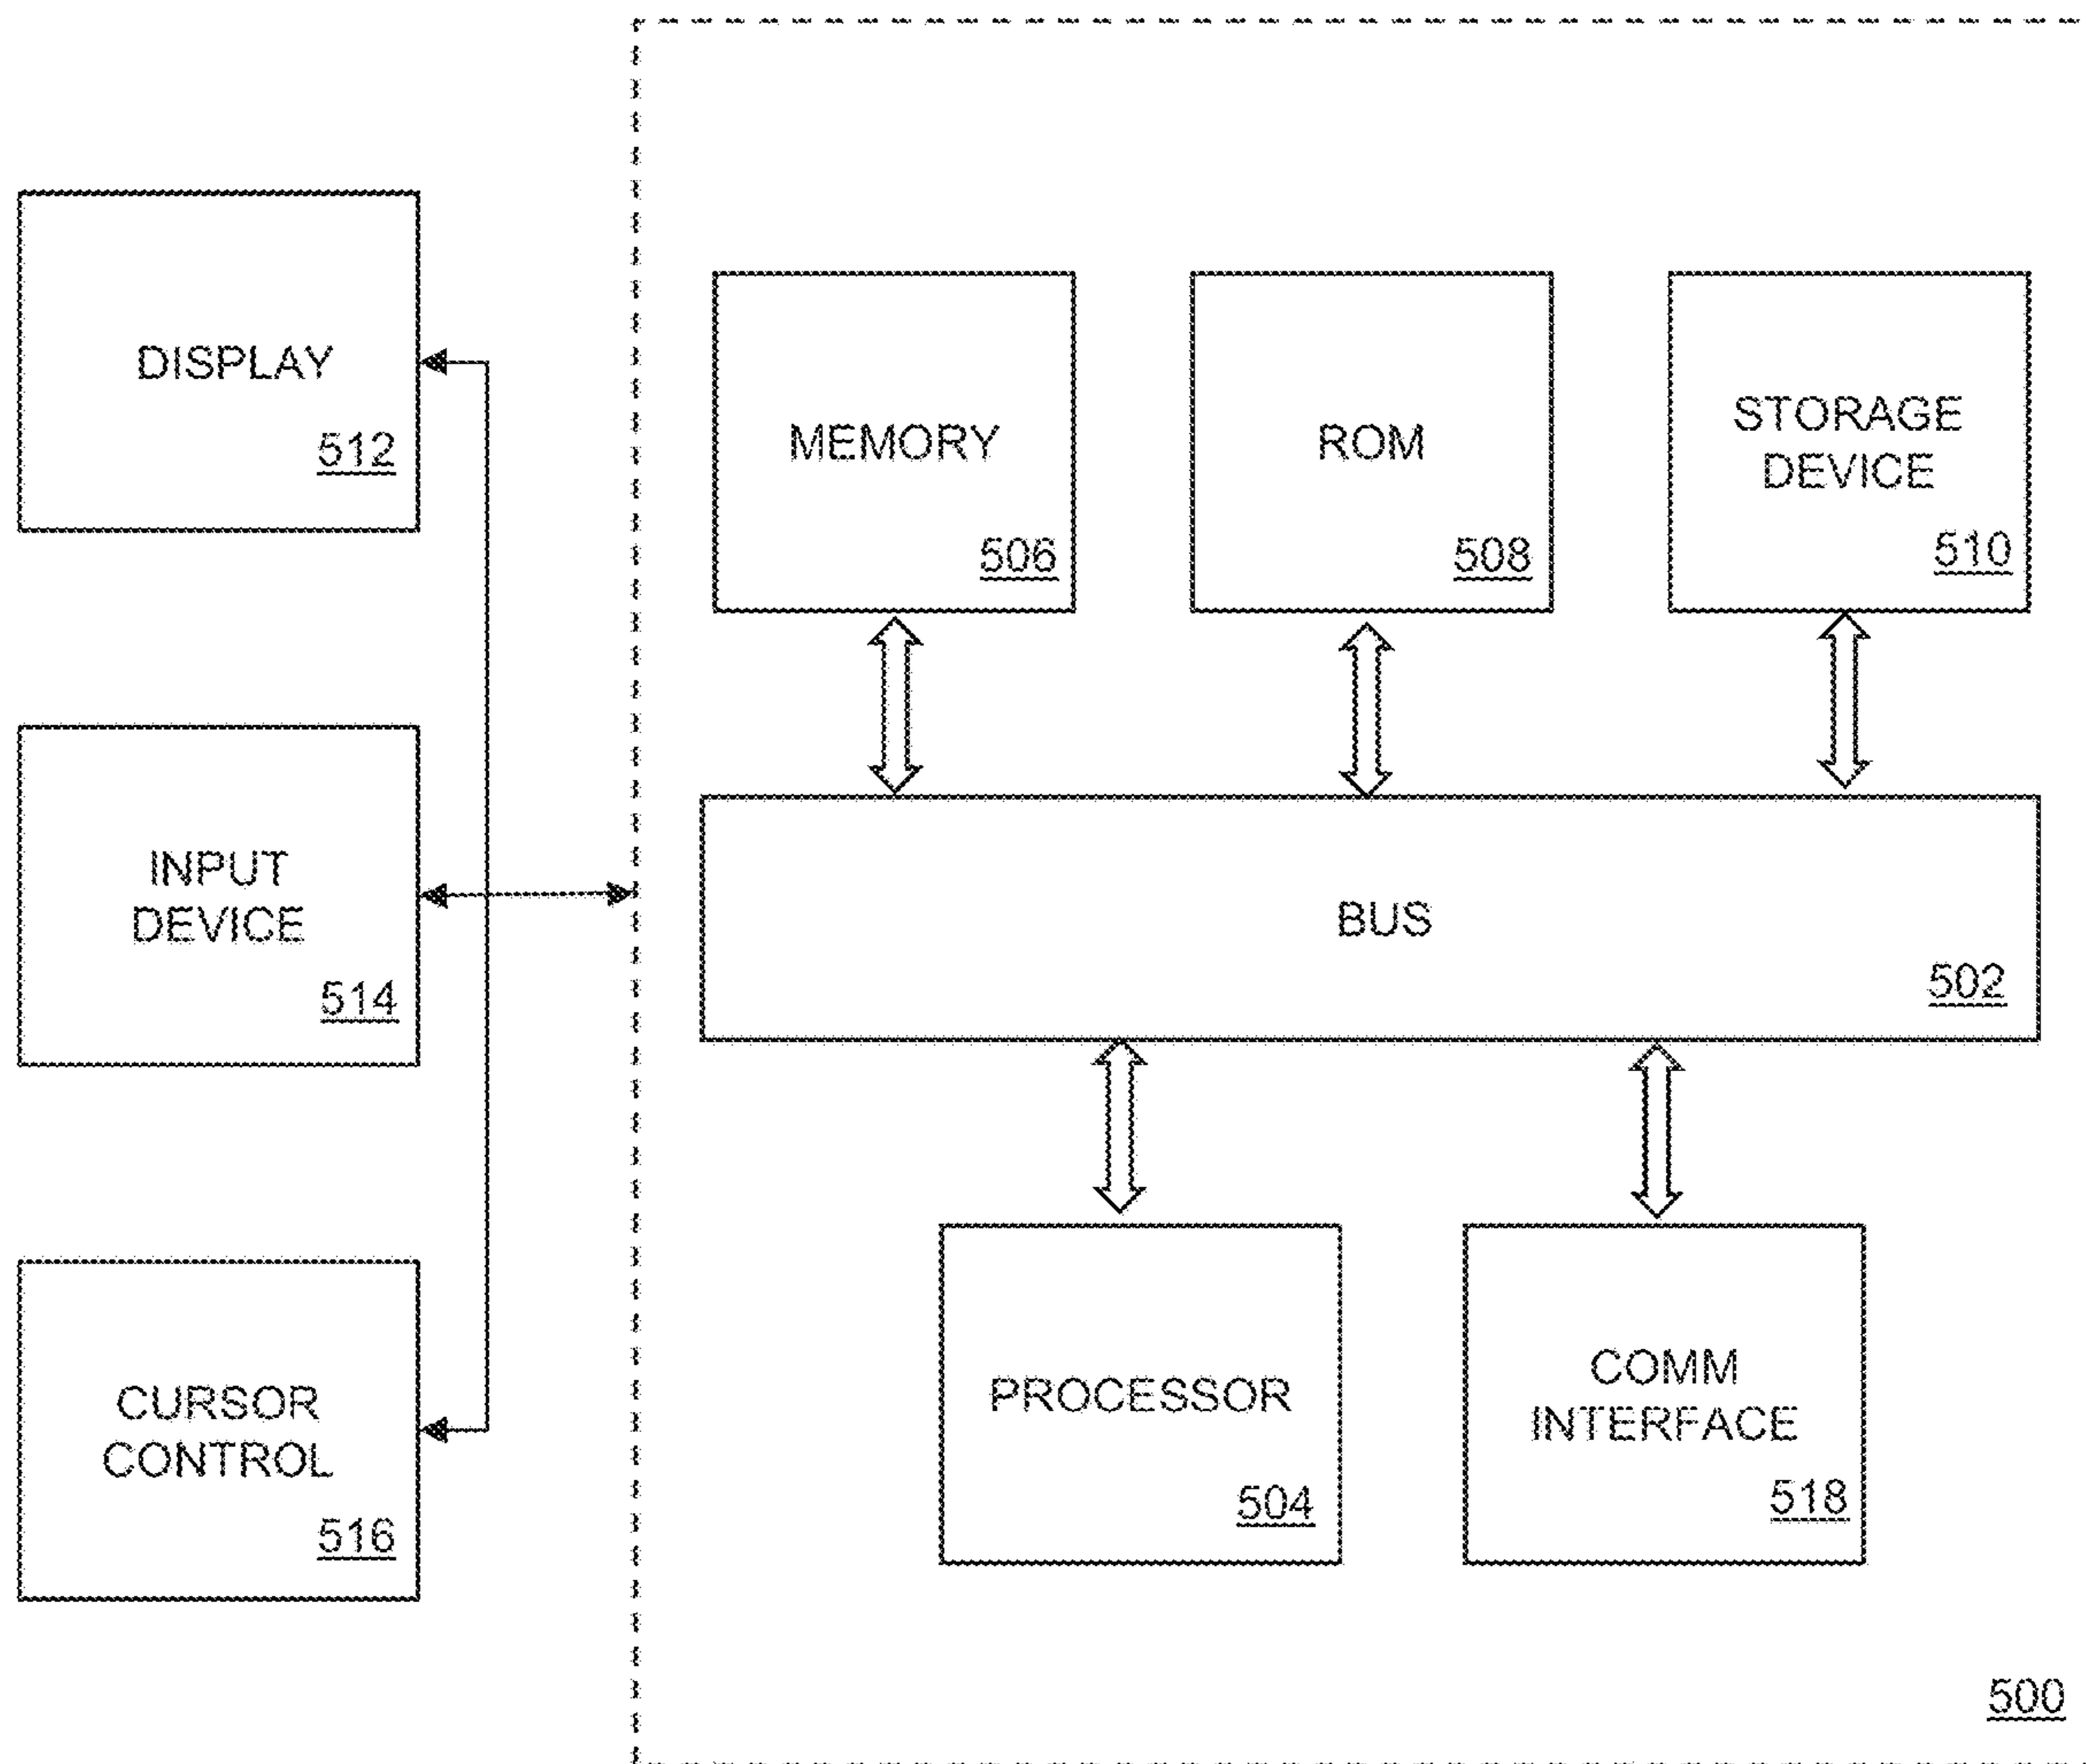 DISPLAY
512
MEMORY
506
ROM
508
STORAGE
DEVICE
510
INPUT
DEVICE
514
BUS
502
CURSOR
CONTROL
516
PROCESSOR
504
COMM
INTERFACE
518
500